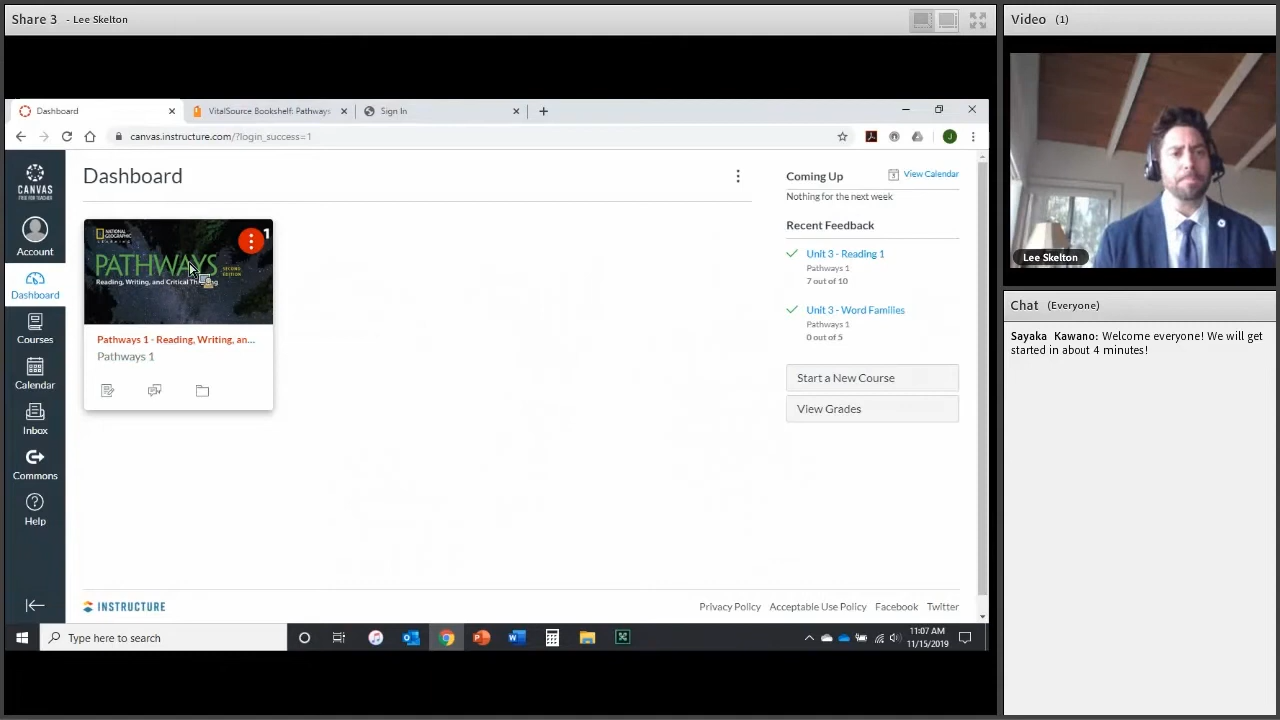 Share 3 - Lee Skelton
Dashboard
VitalSource Bookshelf: Pathways
Sign In
canvas.instructure.com/?login_success=1
J
CANVAS
FREE FOR TEACHER
Account
Dashboard
Courses
Calendar
Inbox
Commons
Help
Dashboard
NATIONAL
GEOGRAPHIC
LEARNING
1
PATHWAYS
SECOND
EDITION
Reading, Writing, and Critical Thinking
Pathways 1 - Reading, Writing, an...
Pathways 1
Coming Up
View Calendar
Nothing for the next week
Recent Feedback
Unit 3 - Reading 1
Pathways 1
7 out of 10
Unit 3 - Word Families
Pathways 1
0 out of 5
Start a New Course
View Grades
INSTRUCTURE
Privacy Policy Acceptable Use Policy Facebook Twitter
Type here to search
11:07 AM
11/15/2019
Video (1)
Lee Skelton
Chat (Everyone)
Sayaka Kawano: Welcome everyone! We will get
started in about 4 minutes!